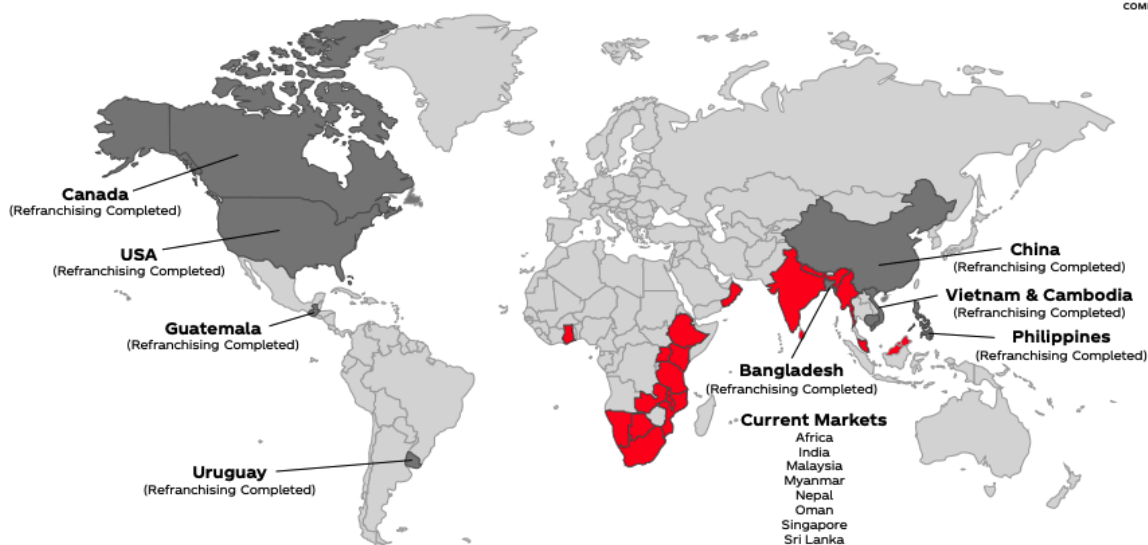 Canada
(Refranchising Completed)
USA
(Refranchising Completed)
Guatemala
(Refranchising Completed)
Uruguay
(Refranchising Completed)
China
(Refranchising Completed)
Vietnam & Cambodia
(Refranchising Completed)
Philippines
(Refranchising Completed)
Bangladesh
(Refranchising Completed)
Current Markets
Africa
India
Malaysia
Myanmar
Nepal
Oman
Singapore
Sri Lanka